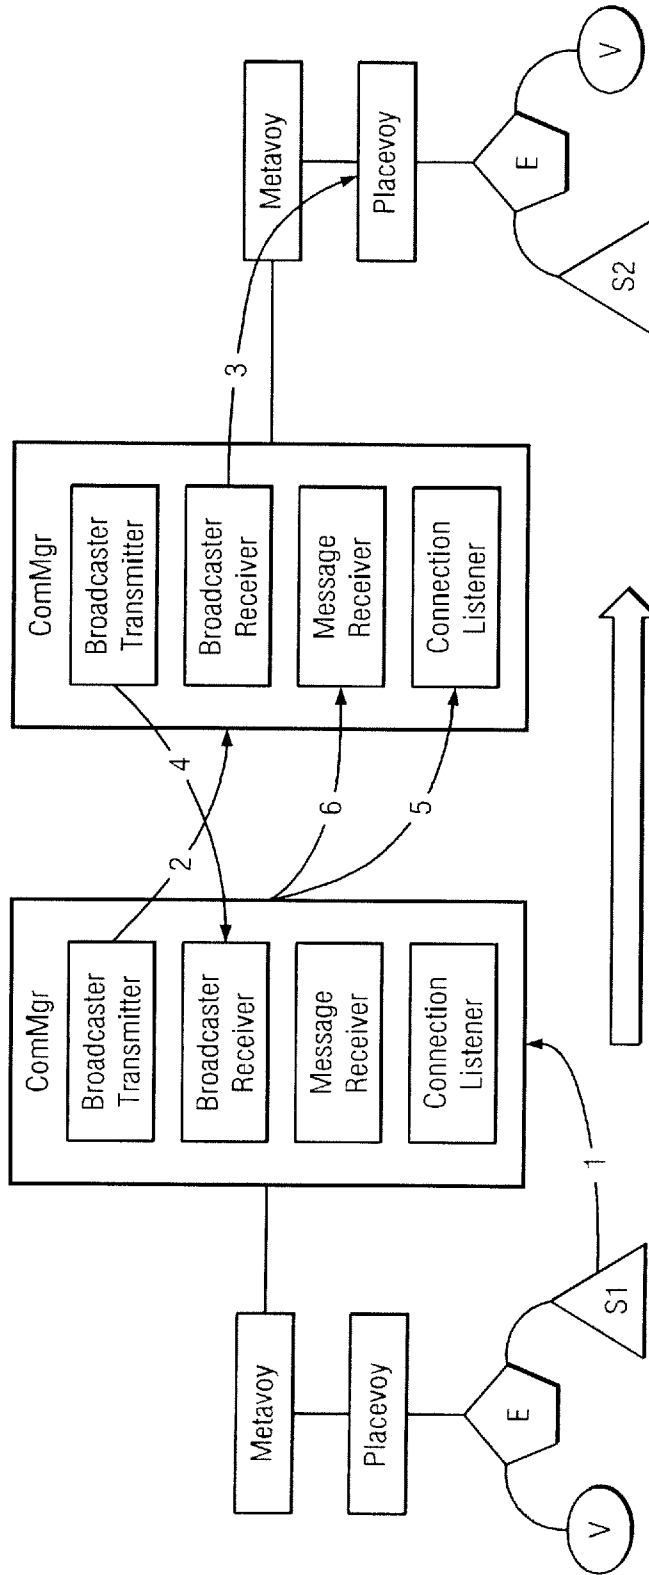 Metavoy
Placevoy
E
V
S1
1
ComMgr
Broadcaster
Transmitter
Broadcaster
Receiver
Message
Receiver
Connection
Listener
2
4
6
5
ComMgr
Broadcaster
Transmitter
Broadcaster
Receiver
Message
Receiver
Connection
Listener
3
Metavoy
Placevoy
E
S2
V